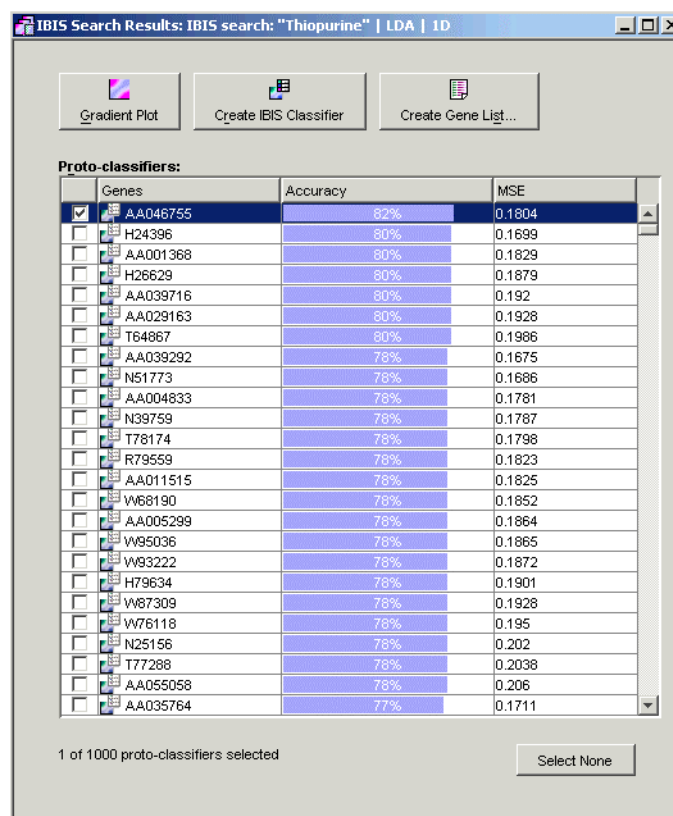 IBIS Search Results: IBIS search: "Thiopurine" | LDA | 1D
Gradient Plot Create IBIS Classifier Create Gene List...
Proto-classifiers:
Genes Accuracy MSE
AA046755 82% 0.1804
H24396 80% 0.1699
AA001368 80% 0.1829
H26629 80% 0.1879
AA039716 80% 0.192
AA029163 80% 0.1928
T64867 80% 0.1986
AA039292 78% 0.1675
N51773 78% 0.1686
AA004833 78% 0.1781
N39759 78% 0.1787
T78174 78% 0.1798
R79559 78% 0.1823
AA011515 78% 0.1825
W68190 78% 0.1852
AA005299 78% 0.1864
W95036 78% 0.1865
W93222 78% 0.1872
H79634 78% 0.1901
W87309 78% 0.1928
W76118 78% 0.195
N25156 78% 0.202
T77288 78% 0.2038
AA055058 78% 0.206
AA035764 77% 0.1711
1 of 1000 proto-classifiers selected
Select None